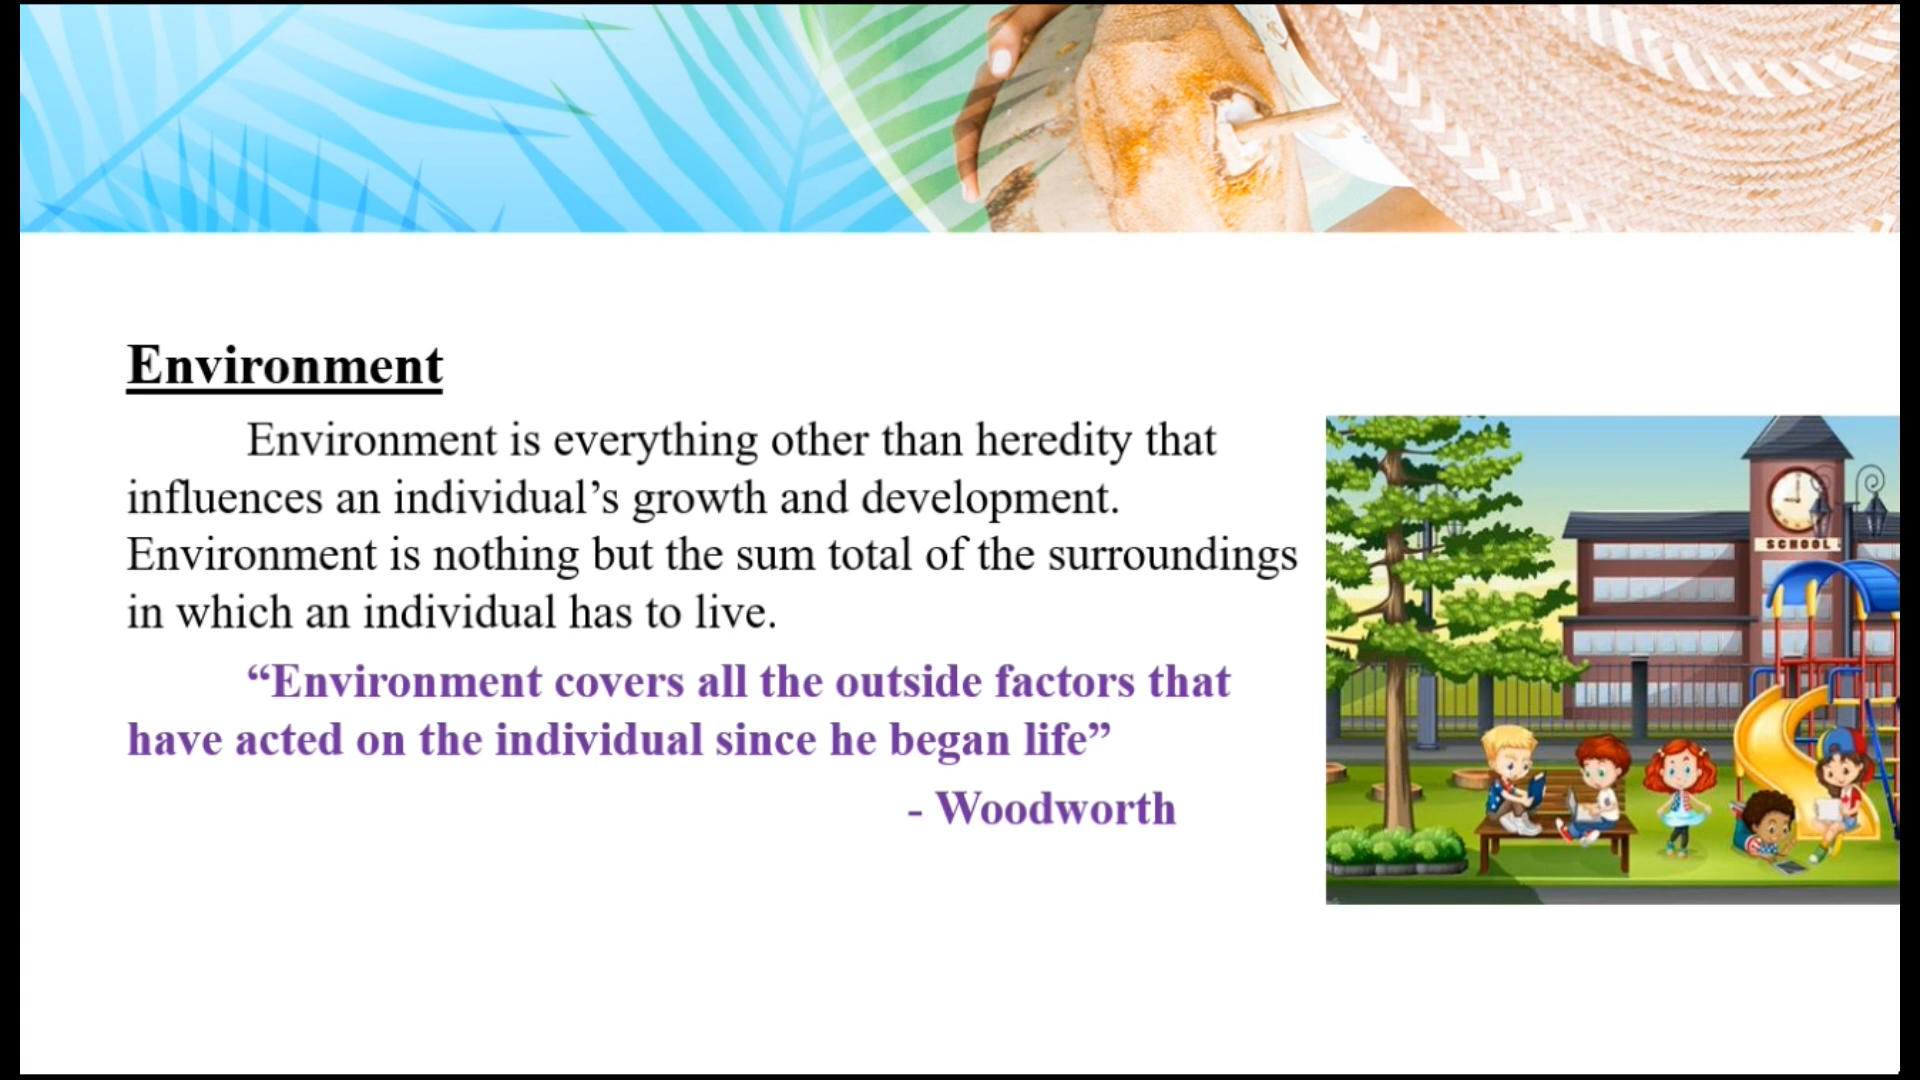 Environment
Environment is everything other than heredity that
influences an individual’s growth and development.
Environment is nothing but the sum total of the surroundings
in which an individual has to live.
“Environment covers all the outside factors that
have acted on the individual since he began life”
- Woodworth
SCHOOL